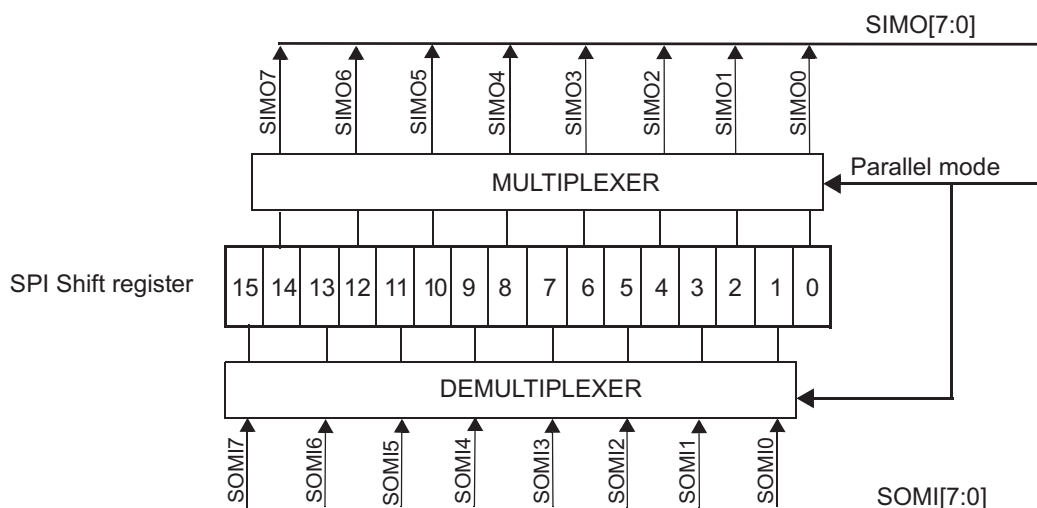 SIMO[7:0]
SIMO7 SIMO6 SIMO5 SIMO4 SIMO3 SIMO2 SIMO1 SIMO0
MULTIPLEXER
Parallel mode
SPI Shift register
15 14 13 12 11 10 9 8 7 6 5 4 3 2 1 0
DEMULTIPLEXER
SOMI7 SOMI6 SOMI5 SOMI4 SOMI3 SOMI2 SOMI1 SOMI0
SOMI[7:0]